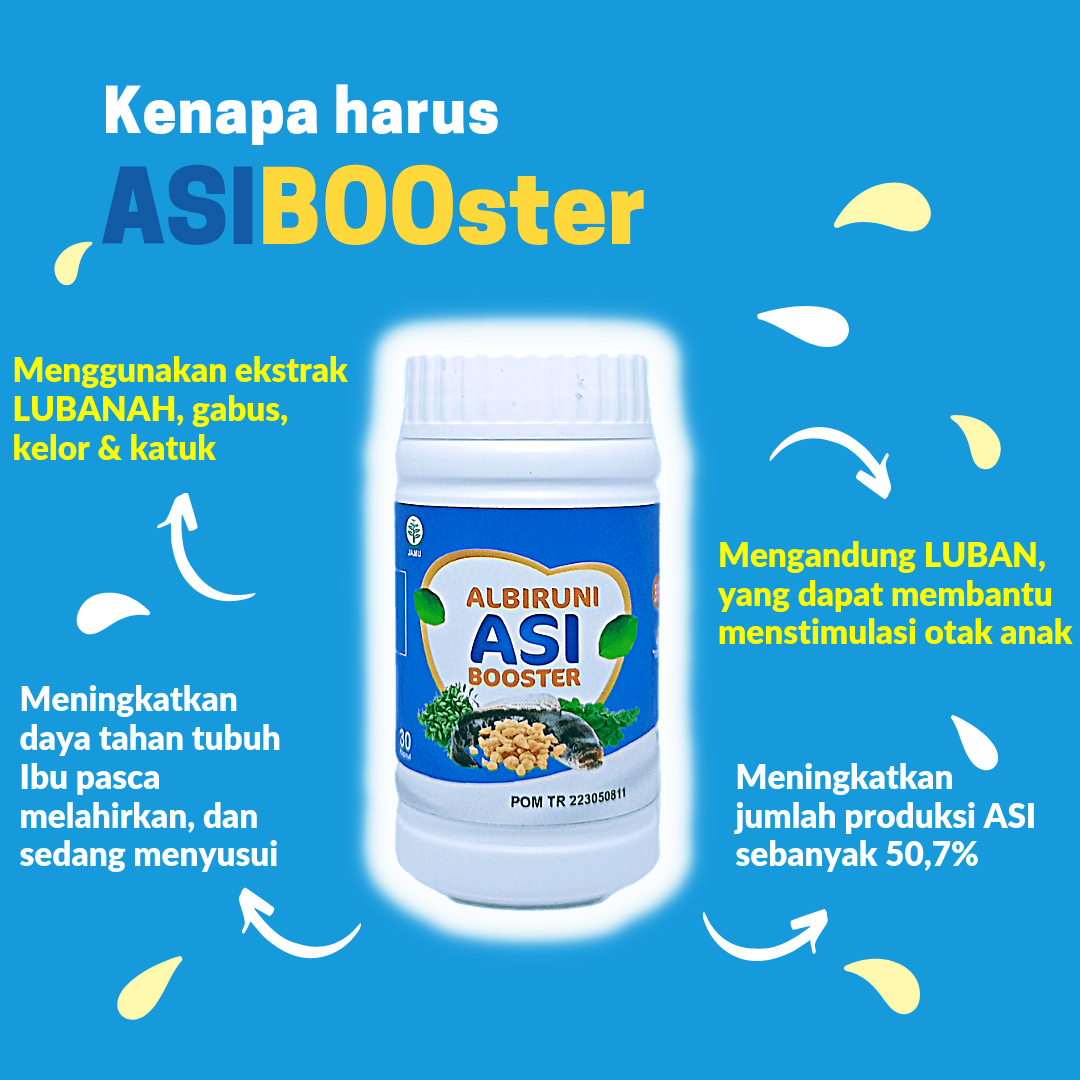 Kenapa harus
ASIBOOster
Menggunakan ekstrak
LUBANAH, gabus,
kelor & katuk
Mengandung LUBAN,
yang dapat membantu
menstimulasi otak anak
Meningkatkan
daya tahan tubuh
Ibu pasca
melahirkan, dan
sedang menyusui
Meningkatkan
jumlah produksi ASI
sebanyak 50,7%
JAMU
ALBIRUNI
ASI
BOOSTER
30
POM TR 223050811